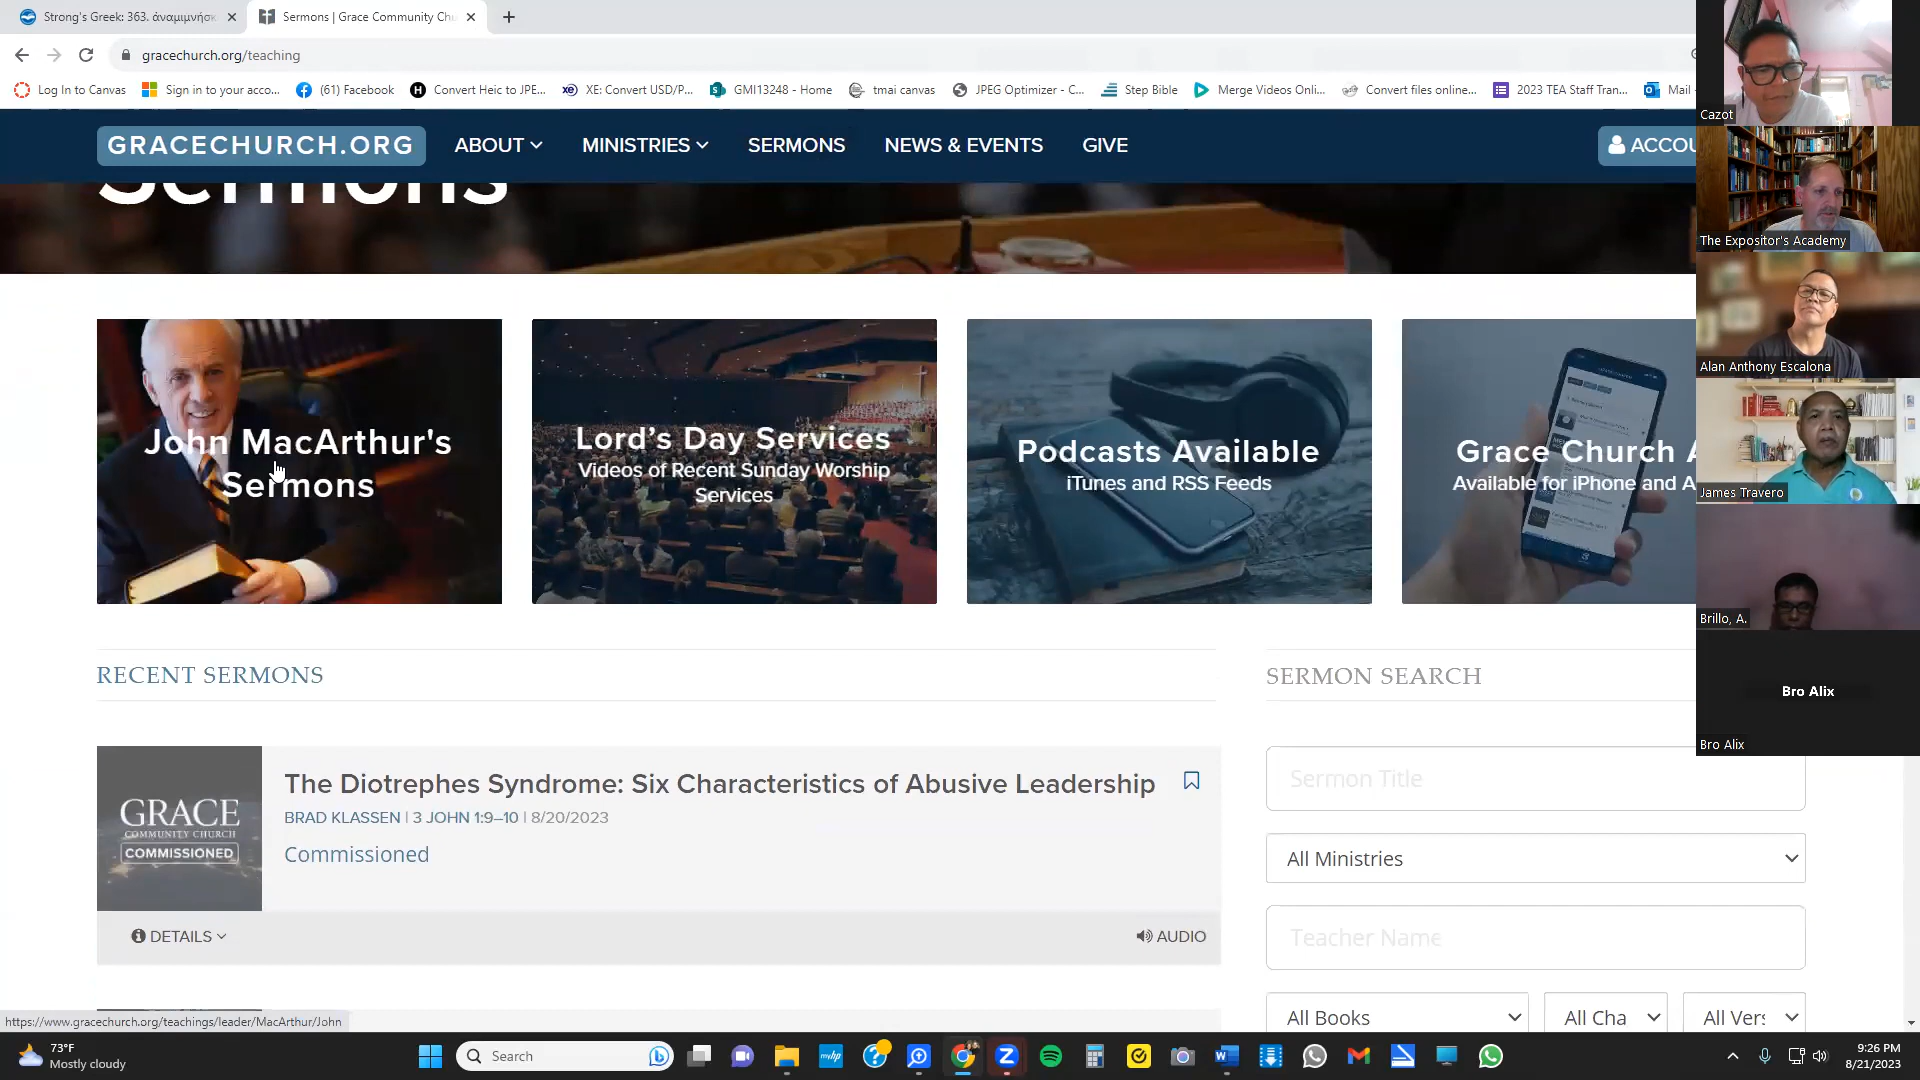 Strong's Greek: 363. ἀναμιμνήσκ
Sermons | Grace Community Chu
gracechurch.org/teaching
Log In to Canvas
Sign in to your acco...
(61) Facebook
Convert Heic to JPE...
XE: Convert USD/P...
GMI13248 - Home
tmai canvas
JPEG Optimizer - C...
Step Bible
Merge Videos Onli...
Convert files online...
2023 TEA Staff Tran...
Mail
GRACECHURCH.ORG
ABOUT
MINISTRIES
SERMONS
NEWS & EVENTS
GIVE
ACCOU
Sermons
John MacArthur's
Sermons
Lord's Day Services
Videos of Recent Sunday Worship
Services
Podcasts Available
iTunes and RSS Feeds
Grace Church A
Available for iPhone and A
RECENT SERMONS
SERMON SEARCH
GRACE
COMMUNITY CHURCH
COMMISSIONED
The Diotrephes Syndrome: Six Characteristics of Abusive Leadership
BRAD KLASSEN | 3 JOHN 1:9–10 | 8/20/2023
Commissioned
DETAILS
AUDIO
Sermon Title
All Ministries
Teacher Name
All Books
All Cha
All Vers
Cazot
The Expositor's Academy
Alan Anthony Escalona
James Travero
Brillo, A.
Bro Alix
Bro Alix
https://www.gracechurch.org/teachings/leader/MacArthur/John
73°F
Mostly cloudy
Search
myhp
9:26 PM
8/21/2023